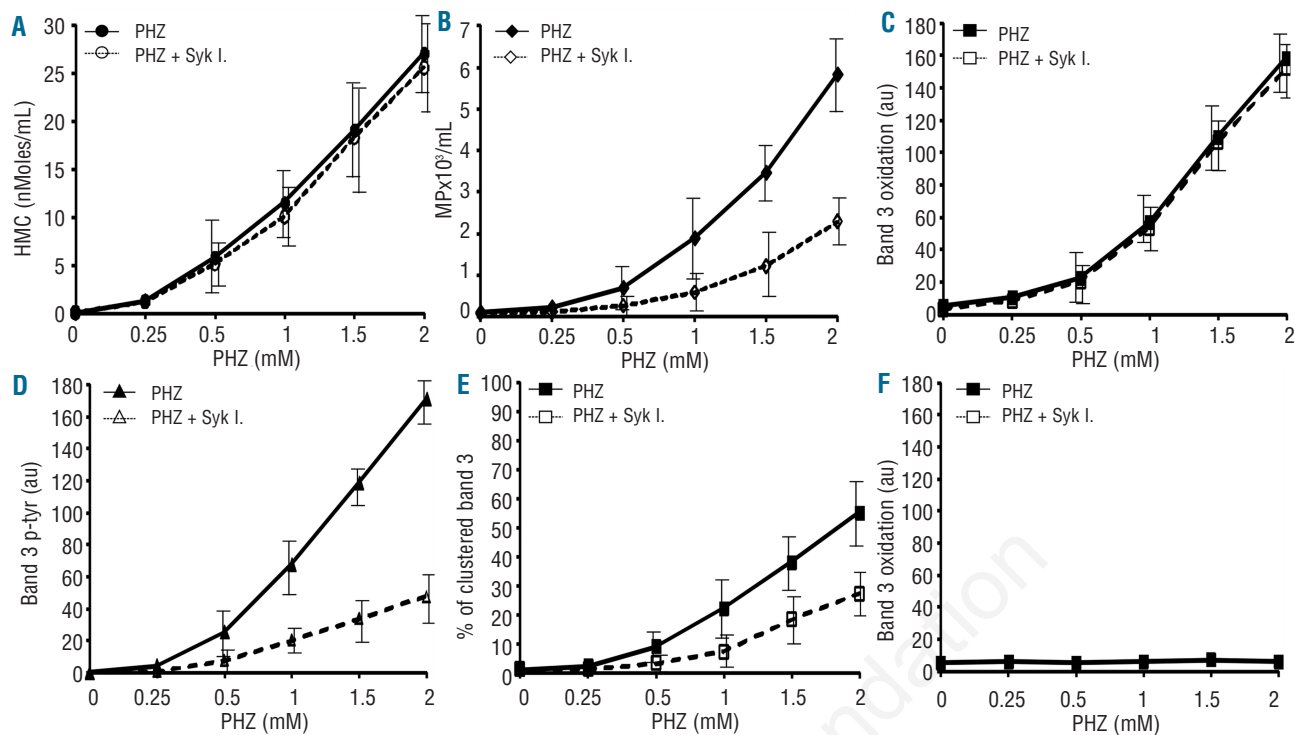 A
PHZ
PHZ + Syk I.
HMC (nMoles/mL)
30
25
20
15
10
5
0
0 0.25 0.5 1 1.5 2
PHZ (mM)
B
PHZ
PHZ + Syk I.
MPx10³/mL
7
6
5
4
3
2
1
0
0 0.25 0.5 1 1.5 2
PHZ (mM)
C
PHZ
PHZ + Syk I.
Band 3 oxidation (au)
180
160
140
120
100
80
60
40
20
0
0 0.25 0.5 1 1.5 2
PHZ (mM)
D
PHZ
PHZ + Syk I.
Band 3 p-tyr (au)
180
160
140
120
100
80
60
40
20
0
0 0.25 0.5 1 1.5 2
PHZ (mM)
E
PHZ
PHZ + Syk I.
% of clustered band 3
100
90
80
70
60
50
40
30
20
10
0
0 0.25 0.5 1 1.5 2
PHZ (mM)
F
PHZ
PHZ + Syk I.
Band 3 oxidation (au)
180
160
140
120
100
80
60
40
20
0
0 0.25 0.5 1 1.5 2
PHZ (mM)
ndation